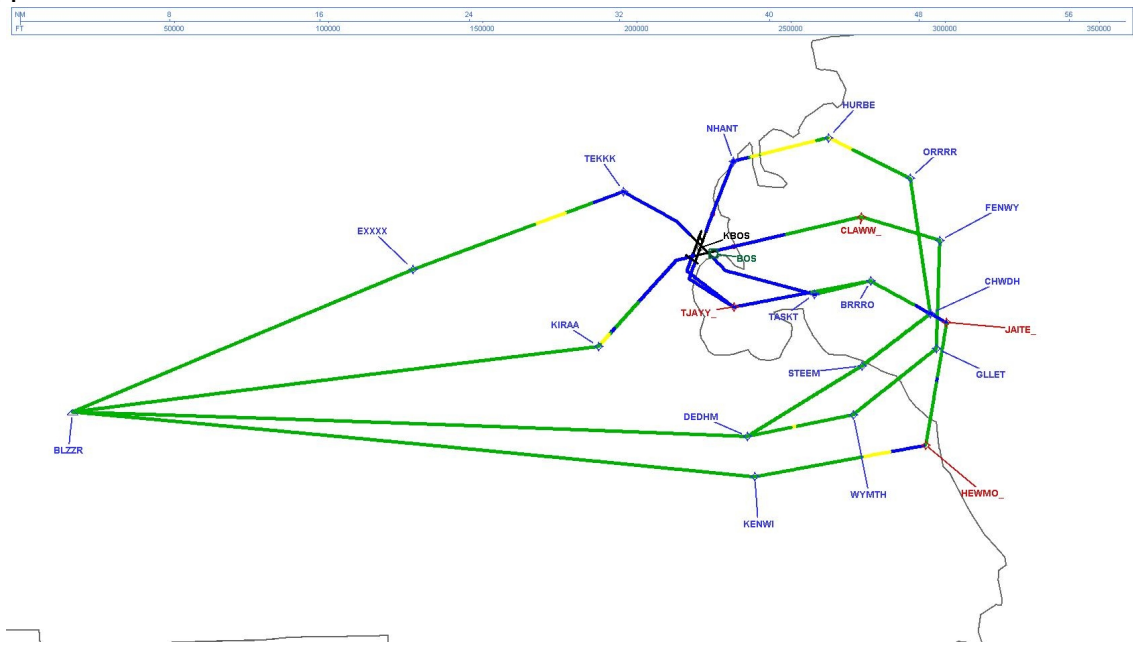 NM 8 16 24 32 40 48 56
FT 50000 100000 150000 200000 250000 300000 350000
HURBE
NHANT
ORRRR
TEKKK
FENWY
EXXXX
CLAWW_
KBOS
BOS
CHWDH
BRRRO
TJAYY_
TASKT
KIRAA
JAITE_
STEEM
GLLET
DEDHM
BLZZR
WYMTH
HEWMO_
KENWI